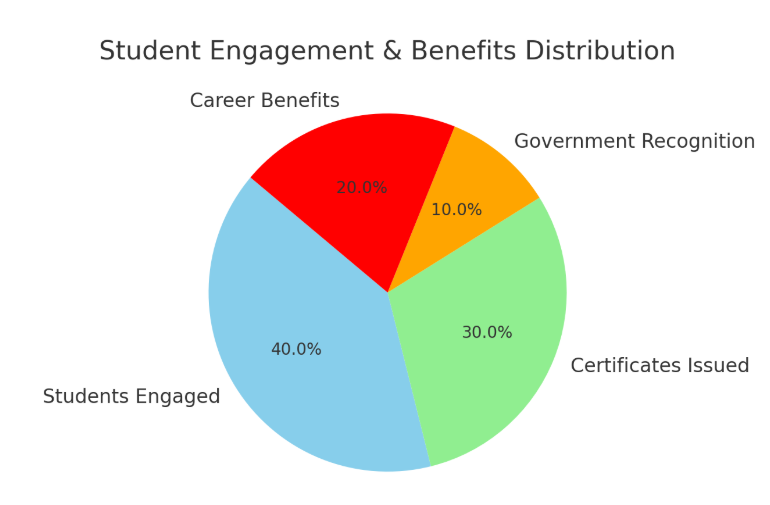 Student Engagement & Benefits Distribution
Career Benefits
Government Recognition
20.0%
10.0%
30.0%
40.0%
Certificates Issued
Students Engaged